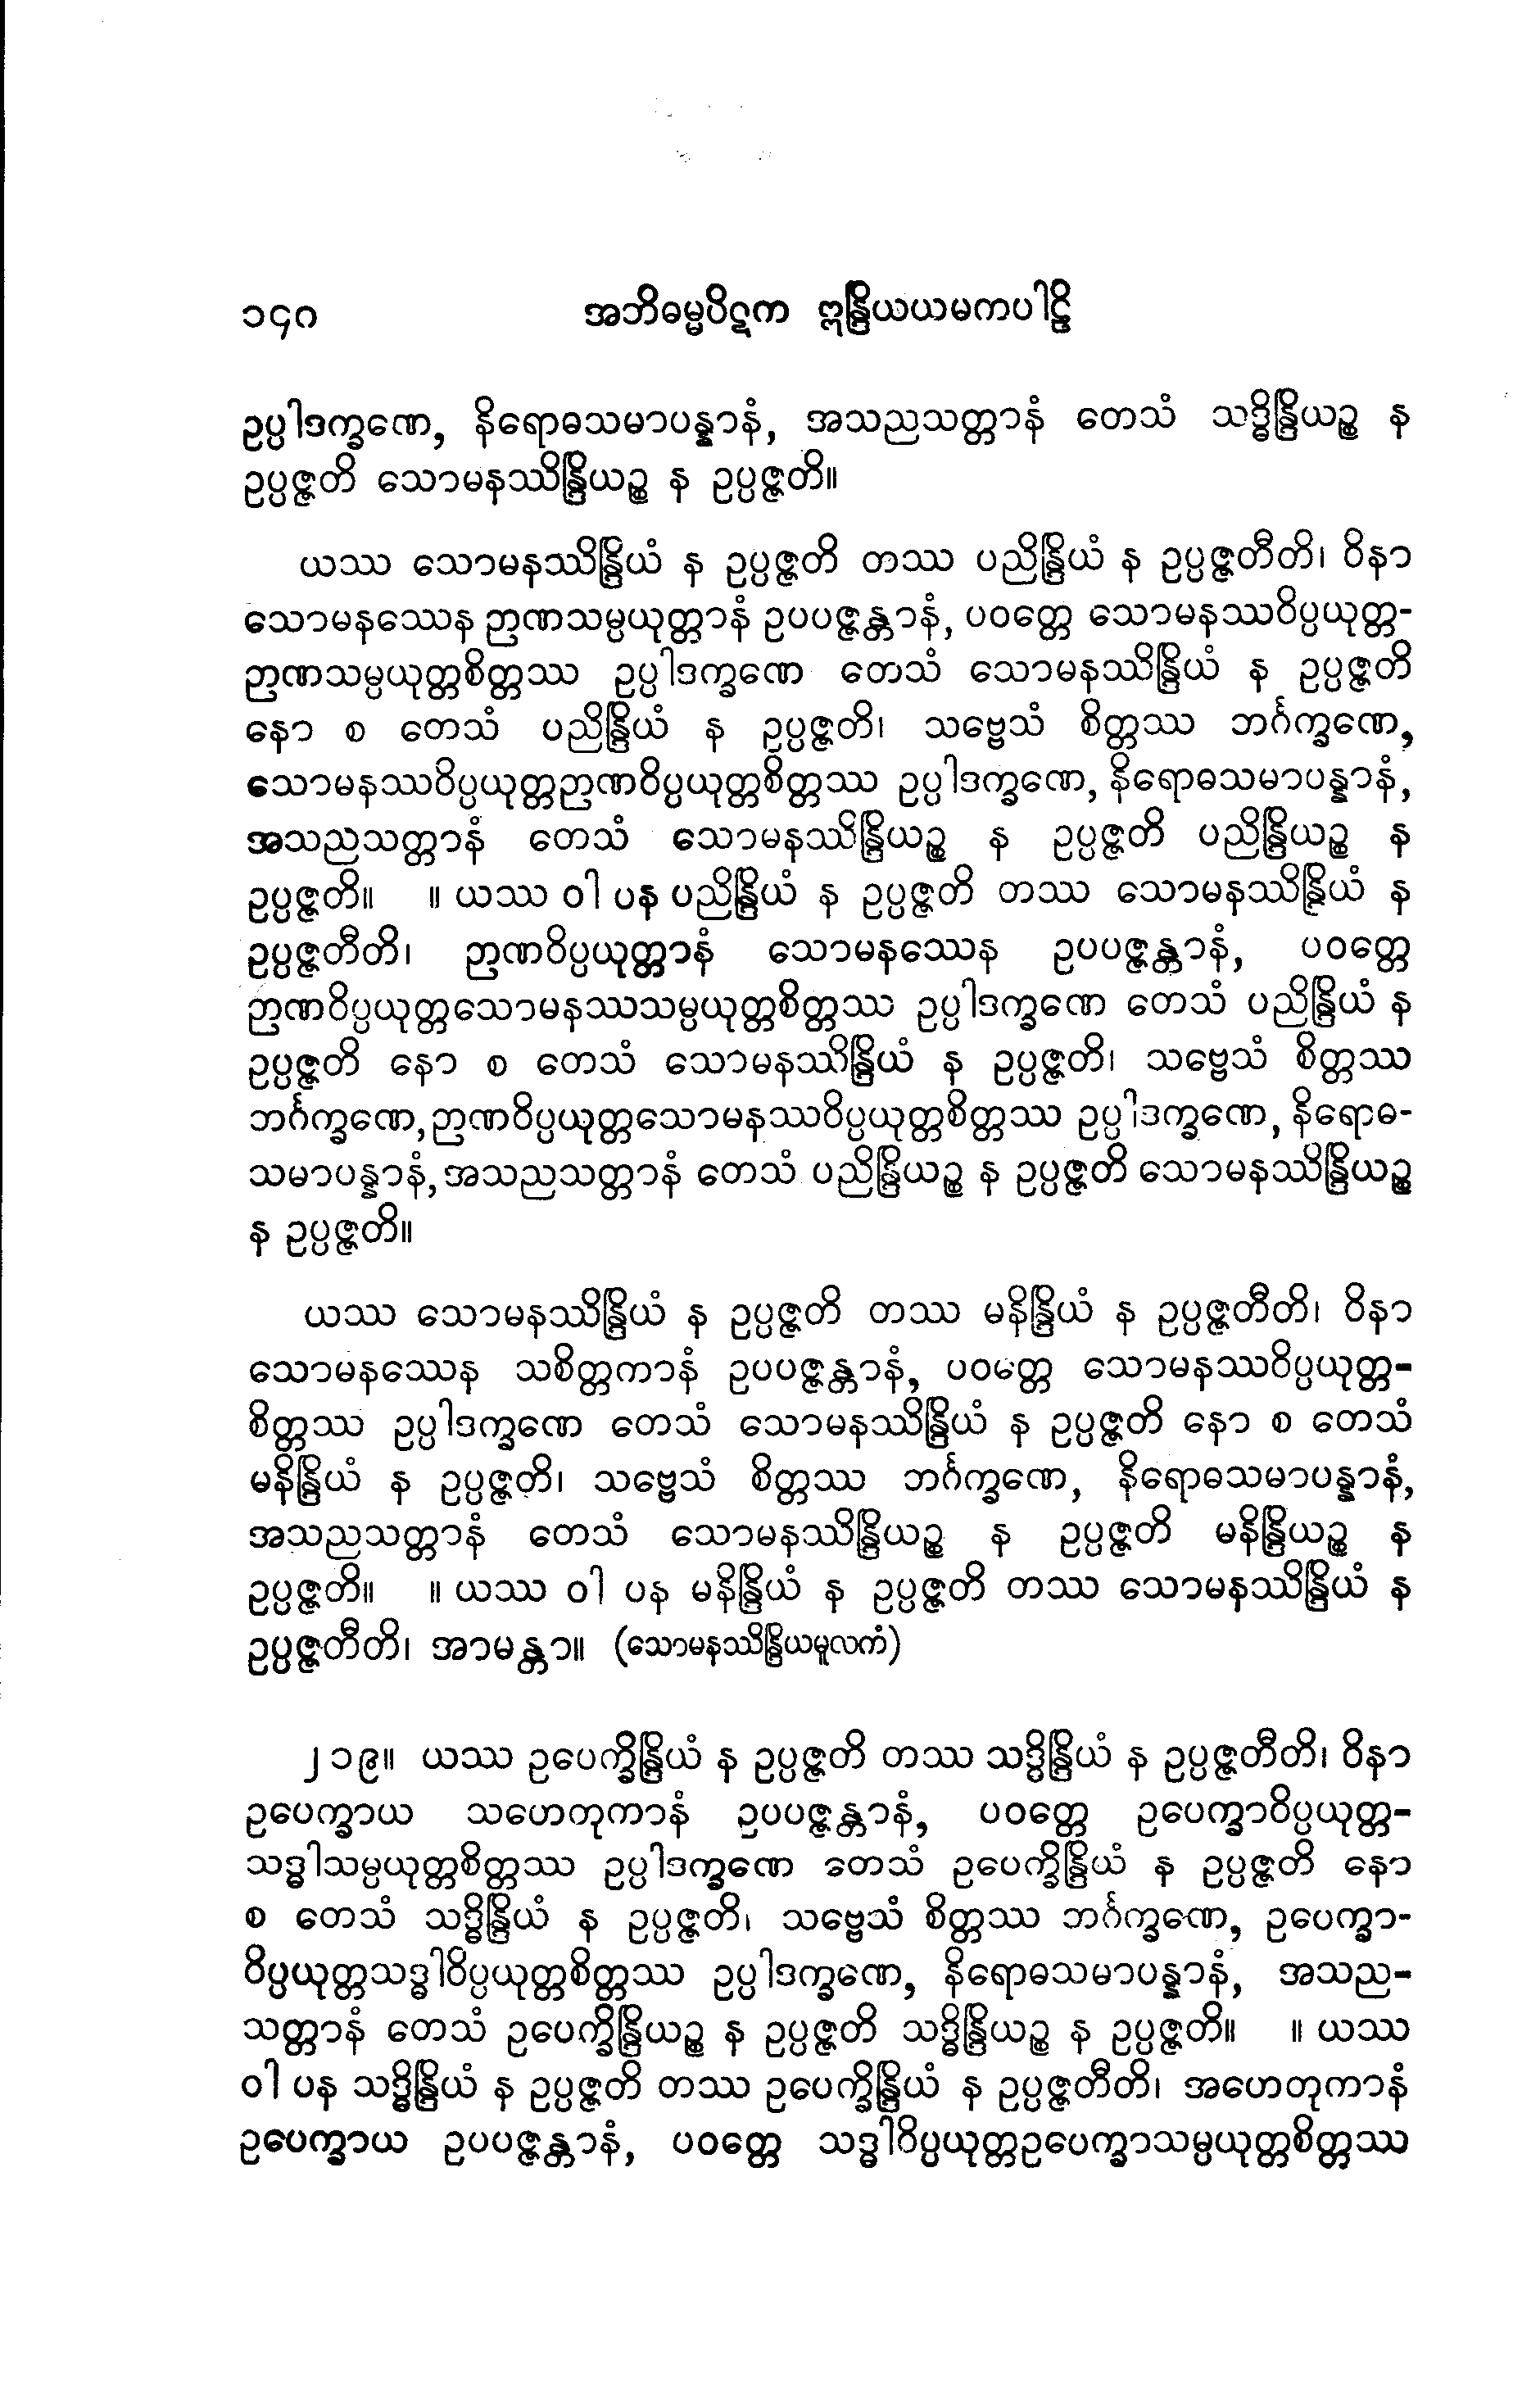 ၁၄၈ အဘိဓမ္မပိဋက ဣန္ဒြိယယမကပါဠိ
ဥပ္ပါဒက္ခဏေ, နိရောဓသမာပန္နာနံ, အသညသတ္တာနံ တေသံ သဒ္ဓိန္ဒြိယဉ္စ န
ဥပ္ပဇ္ဇတိ သောမနဿိန္ဒြိယဉ္စ န ဥပ္ပဇ္ဇတိ။
ယဿ သောမနဿိန္ဒြိယံ န ဥပ္ပဇ္ဇတိ တဿ ပညိန္ဒြိယံ န ဥပ္ပဇ္ဇတီတိ၊ ဝိနာ
သောမနဿေန ဉာဏသမ္ပယုတ္တာနံ ဥပပဇ္ဇန္တာနံ, ပဝတ္တေ သောမနဿဝိပ္ပယုတ္တ-
ဉာဏသမ္ပယုတ္တစိတ္တဿ ဥပ္ပါဒက္ခဏေ တေသံ သောမနဿိန္ဒြိယံ န ဥပ္ပဇ္ဇတိ
နော စ တေသံ ပညိန္ဒြိယံ န ဥပ္ပဇ္ဇတိ၊ သဗ္ဗေသံ စိတ္တဿ ဘင်္ဂက္ခဏေ,
သောမနဿဝိပ္ပယုတ္တဉာဏဝိပ္ပယုတ္တစိတ္တဿ ဥပ္ပါဒက္ခဏေ, နိရောဓသမာပန္နာနံ,
အသညသတ္တာနံ တေသံ သောမနဿိန္ဒြိယဉ္စ န ဥပ္ပဇ္ဇတိ ပညိန္ဒြိယဉ္စ န
ဥပ္ပဇ္ဇတိ။ ။ ယဿ ဝါ ပန ပညိန္ဒြိယံ န ဥပ္ပဇ္ဇတိ တဿ သောမနဿိန္ဒြိယံ န
ဥပ္ပဇ္ဇတီတိ၊ ဉာဏဝိပ္ပယုတ္တာနံ သောမနဿေန ဥပပဇ္ဇန္တာနံ, ပဝတ္တေ
ဉာဏဝိပ္ပယုတ္တသောမနဿသမ္ပယုတ္တစိတ္တဿ ဥပ္ပါဒက္ခဏေ တေသံ ပညိန္ဒြိယံ န
ဥပ္ပဇ္ဇတိ နော စ တေသံ သောမနဿိန္ဒြိယံ န ဥပ္ပဇ္ဇတိ၊ သဗ္ဗေသံ စိတ္တဿ
ဘင်္ဂက္ခဏေ, ဉာဏဝိပ္ပယုတ္တသောမနဿဝိပ္ပယုတ္တစိတ္တဿ ဥပ္ပါဒက္ခဏေ, နိရောဓ-
သမာပန္နာနံ, အသညသတ္တာနံ တေသံ ပညိန္ဒြိယဉ္စ န ဥပ္ပဇ္ဇတိ သောမနဿိန္ဒြိယဉ္စ
န ဥပ္ပဇ္ဇတိ။
ယဿ သောမနဿိန္ဒြိယံ န ဥပ္ပဇ္ဇတိ တဿ မနိန္ဒြိယံ န ဥပ္ပဇ္ဇတီတိ၊ ဝိနာ
သောမနဿေန သစိတ္တကာနံ ဥပပဇ္ဇန္တာနံ, ပဝတ္တေ သောမနဿဝိပ္ပယုတ္တ-
စိတ္တဿ ဥပ္ပါဒက္ခဏေ တေသံ သောမနဿိန္ဒြိယံ န ဥပ္ပဇ္ဇတိ နော စ တေသံ
မနိန္ဒြိယံ န ဥပ္ပဇ္ဇတိ၊ သဗ္ဗေသံ စိတ္တဿ ဘင်္ဂက္ခဏေ, နိရောဓသမာပန္နာနံ,
အသညသတ္တာနံ တေသံ သောမနဿိန္ဒြိယဉ္စ န ဥပ္ပဇ္ဇတိ မနိန္ဒြိယဉ္စ န
ဥပ္ပဇ္ဇတိ။ ။ ယဿ ဝါ ပန မနိန္ဒြိယံ န ဥပ္ပဇ္ဇတိ တဿ သောမနဿိန္ဒြိယံ န
ဥပ္ပဇ္ဇတီတိ၊ အာမန္တာ။ (သောမနဿိန္ဒြိယမူလကံ)
၂၁၉။ ယဿ ဥပေက္ခိန္ဒြိယံ န ဥပ္ပဇ္ဇတိ တဿ သဒ္ဓိန္ဒြိယံ န ဥပ္ပဇ္ဇတီတိ၊ ဝိနာ
ဥပေက္ခာယ သဟေတုကာနံ ဥပပဇ္ဇန္တာနံ, ပဝတ္တေ ဥပေက္ခာဝိပ္ပယုတ္တ-
သဒ္ဓါသမ္ပယုတ္တစိတ္တဿ ဥပ္ပါဒက္ခဏေ တေသံ ဥပေက္ခိန္ဒြိယံ န ဥပ္ပဇ္ဇတိ နော
စ တေသံ သဒ္ဓိန္ဒြိယံ န ဥပ္ပဇ္ဇတိ၊ သဗ္ဗေသံ စိတ္တဿ ဘင်္ဂက္ခဏေ, ဥပေက္ခာ-
ဝိပ္ပယုတ္တသဒ္ဓါဝိပ္ပယုတ္တစိတ္တဿ ဥပ္ပါဒက္ခဏေ, နိရောဓသမာပန္နာနံ, အသည-
သတ္တာနံ တေသံ ဥပေက္ခိန္ဒြိယဉ္စ န ဥပ္ပဇ္ဇတိ သဒ္ဓိန္ဒြိယဉ္စ န ဥပ္ပဇ္ဇတိ။ ။ ယဿ
ဝါ ပန သဒ္ဓိန္ဒြိယံ န ဥပ္ပဇ္ဇတိ တဿ ဥပေက္ခိန္ဒြိယံ န ဥပ္ပဇ္ဇတီတိ၊ အဟေတုကာနံ
ဥပေက္ခာယ ဥပပဇ္ဇန္တာနံ, ပဝတ္တေ သဒ္ဓါဝိပ္ပယုတ္တဥပေက္ခာသမ္ပယုတ္တစိတ္တဿ